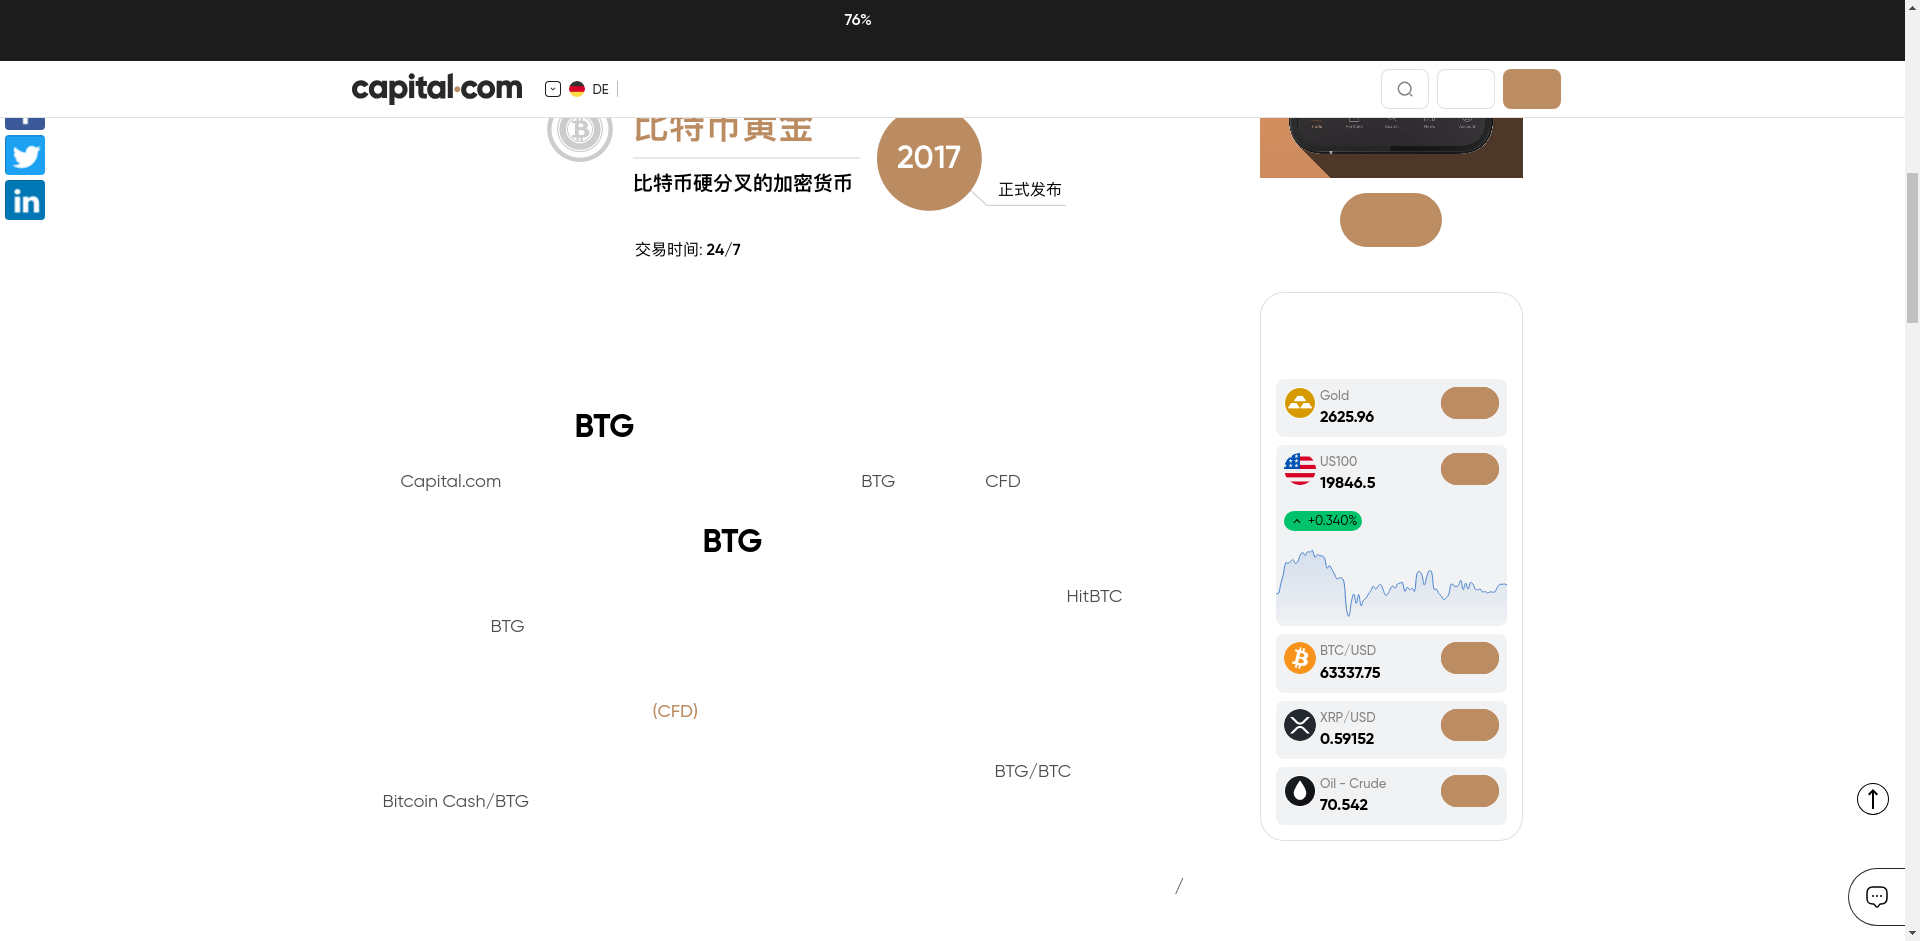 76%
capital.com
DE
比特币黄金
2017
比特币硬分叉的加密货币
正式发布
交易时间: 24/7
BTG
Capital.com BTG CFD
BTG
HitBTC
BTG
(CFD)
BTG/BTC
Bitcoin Cash/BTG
/
Gold
2625.96
US100
19846.5
+0.340%
BTC/USD
63337.75
XRP/USD
0.59152
Oil - Crude
70.542